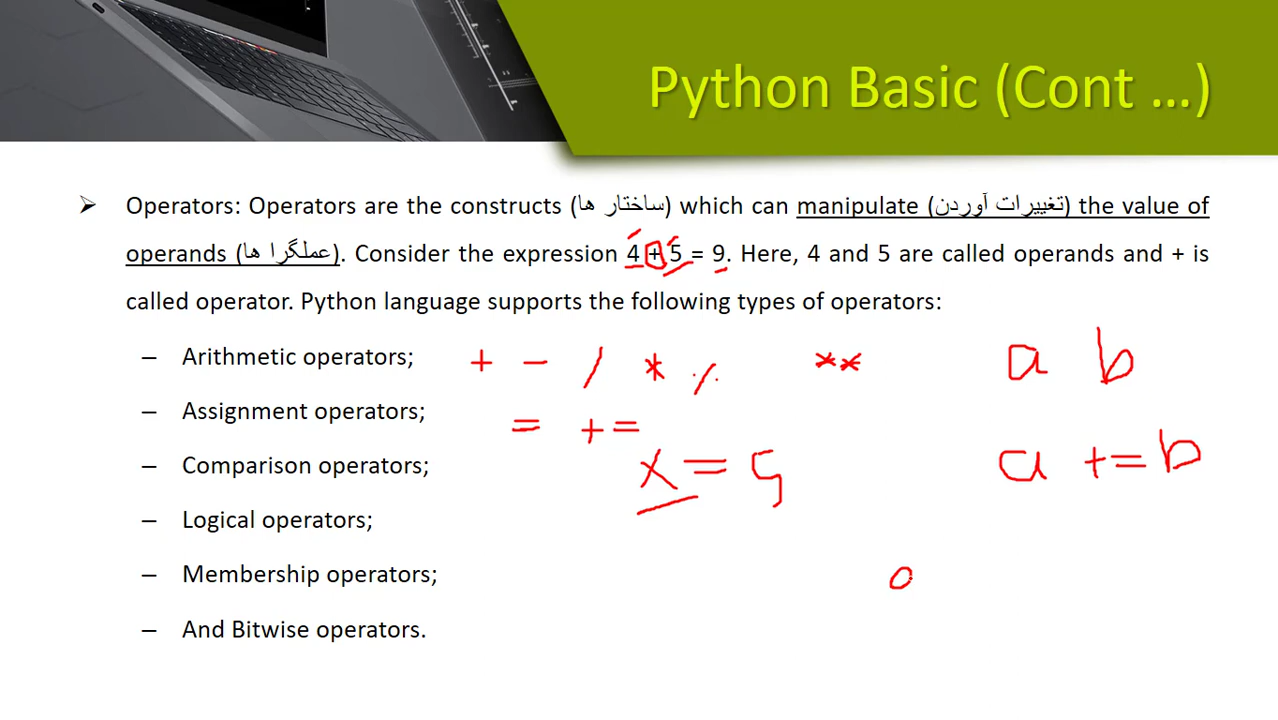 Python Basic (Cont …)
➢ Operators: Operators are the constructs (ساختار ها) which can manipulate (تغییرات آوردن) the value of
operands (عملگرا ها). Consider the expression 4 + 5 = 9. Here, 4 and 5 are called operands and + is
called operator. Python language supports the following types of operators:
– Arithmetic operators; + - / * % ** a b
– Assignment operators; = +=
– Comparison operators; x = 5 a += b
– Logical operators;
– Membership operators;
– And Bitwise operators.